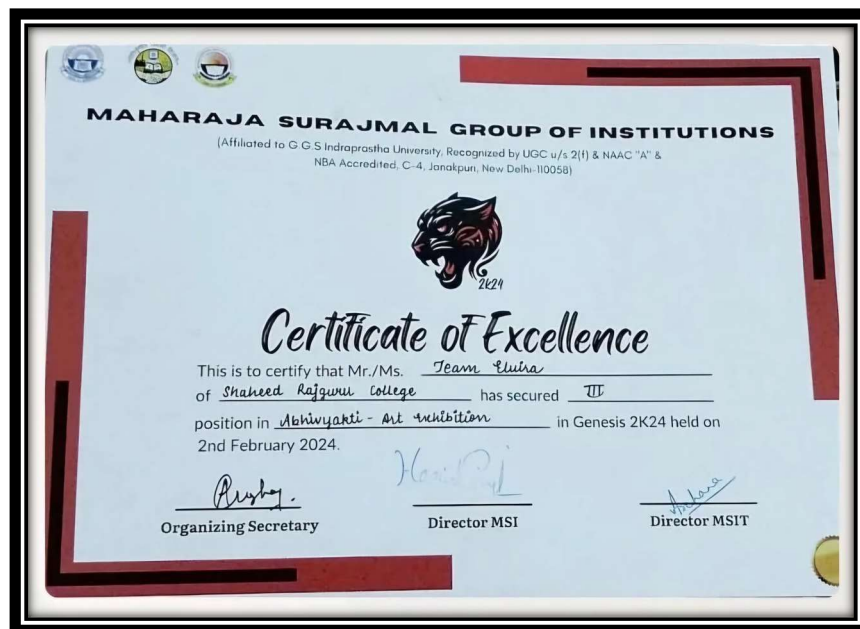 MAHARAJA SURAJMAL GROUP OF INSTITUTIONS
(Affiliated to G G S Indraprastha University, Recognized by UGC u/s 2(f) & NAAC "A" &
NBA Accredited, C-4, Janakpuri, New Delhi-110058)
2K24
Certificate of Excellence
This is to certify that Mr./Ms. Team Eluira
of Shaheed Rajguru College has secured III
position in Abhivyakti - Art Exhibition in Genesis 2K24 held on
2nd February 2024.
Organizing Secretary
Director MSI
Archana
Director MSIT